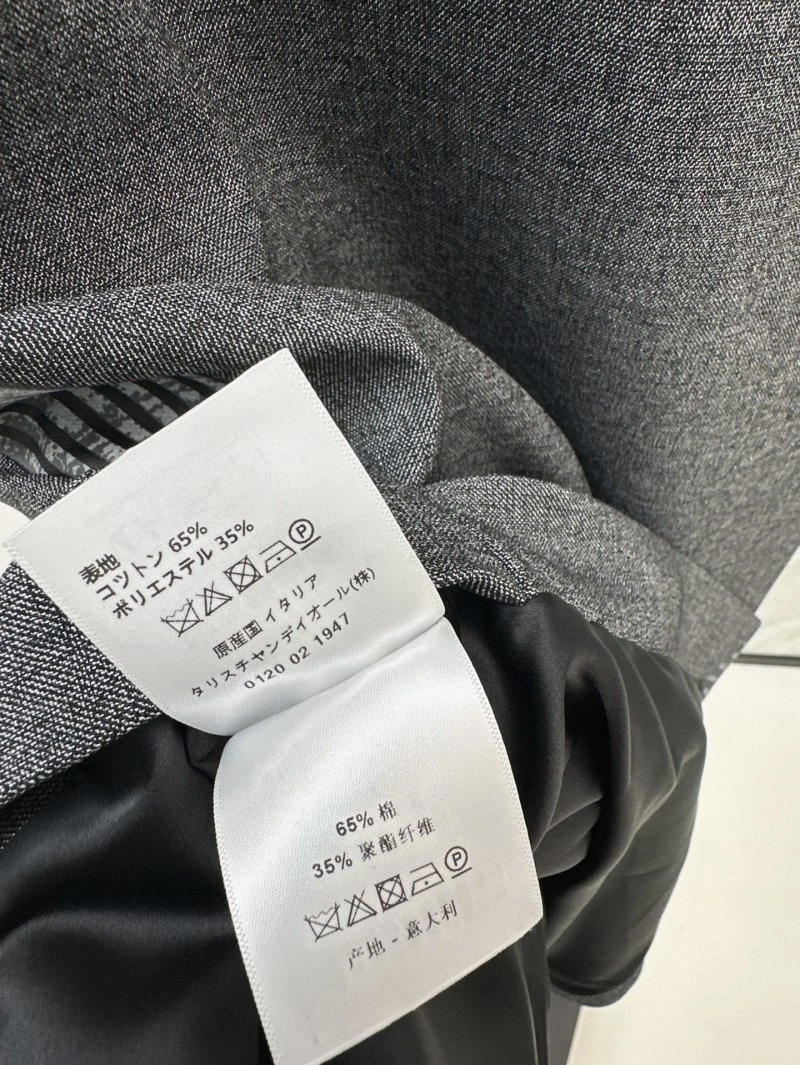 表地
コットン 65%
ポリエステル 35%
P
原産国 イタリア
タリスチャンディオール(株)
0120 02 1947
65% 棉
35% 聚酯纤维
P
产地 - 意大利